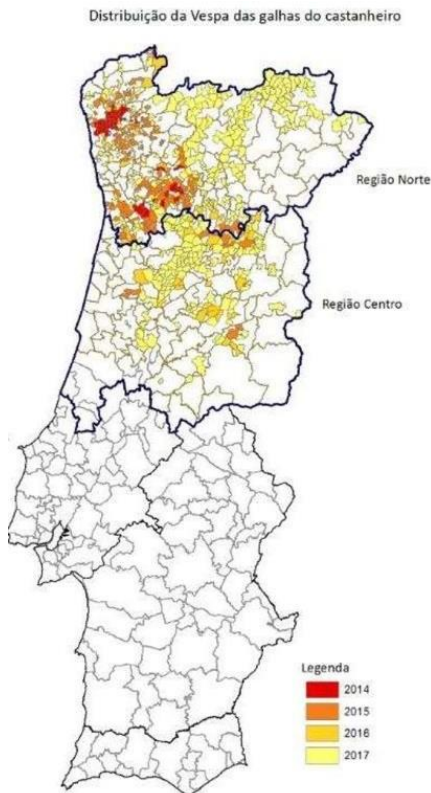 Distribuição da Vespa das galhas do castanheiro
Região Norte
Região Centro
Legenda
2014
2015
2016
2017